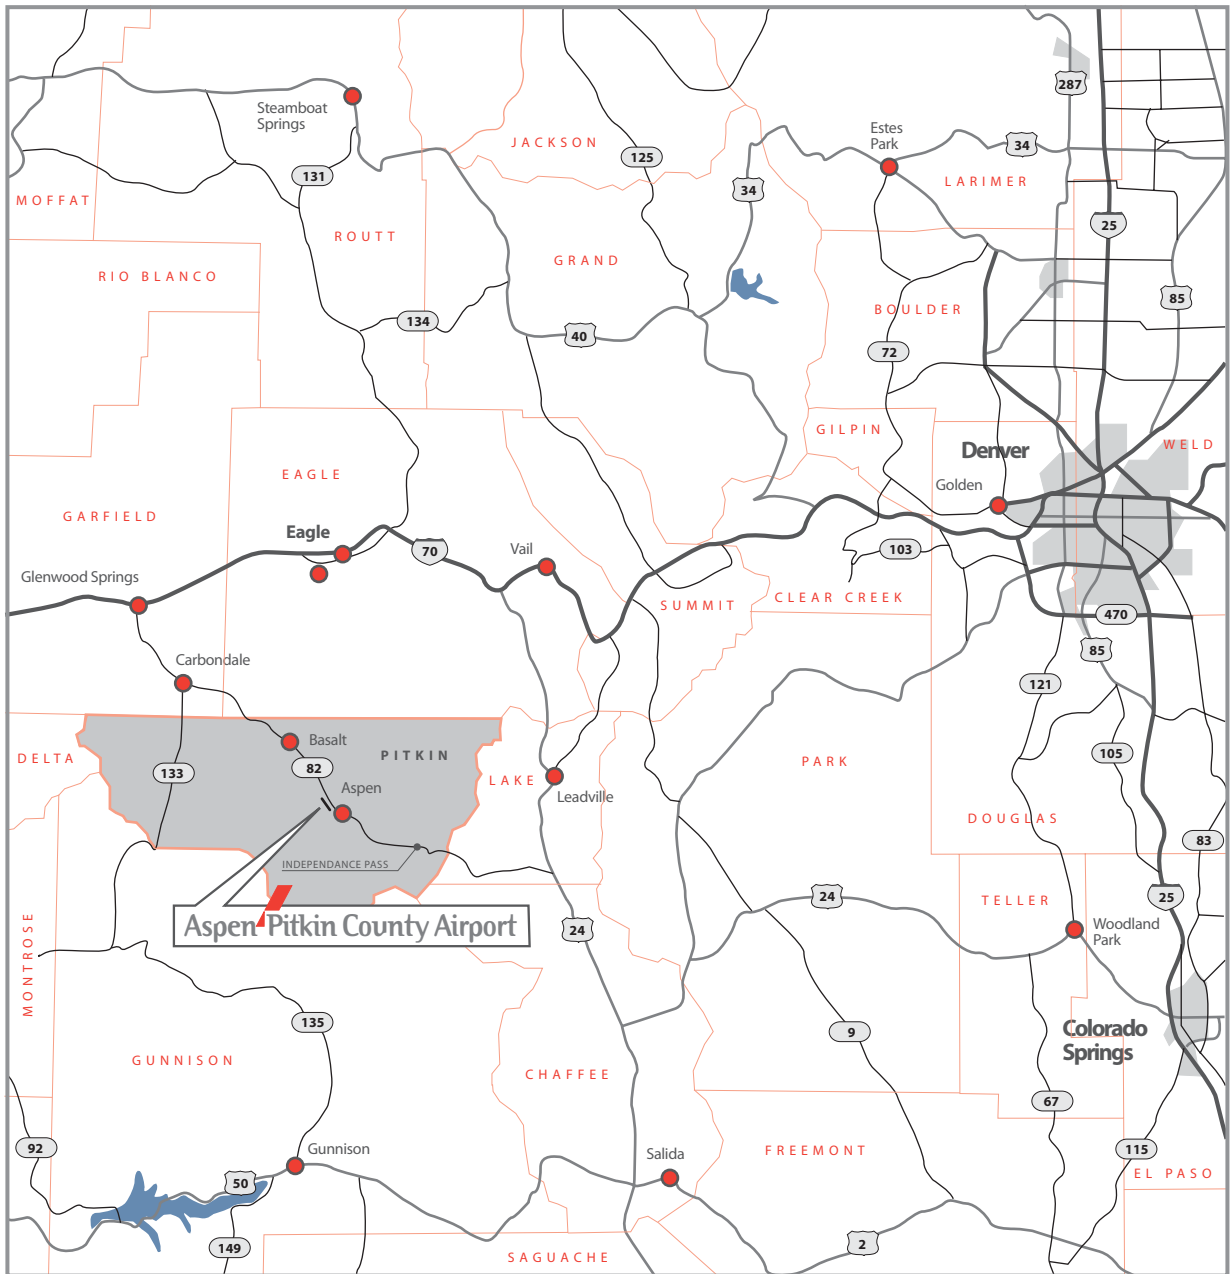 287
Steamboat
Springs
Estes
Park
JACKSON
34
125
131
LARIMER
34
MOFFAT
25
ROUTT
GRAND
RIO BLANCO
85
BOULDER
134
40
72
GILPIN
Denver
WELD
EAGLE
Golden
GARFIELD
Eagle
70
Vail
103
Glenwood Springs
SUMMIT
CLEAR CREEK
470
85
Carbondale
121
Basalt
PITKIN
105
DELTA
133
82
PARK
LAKE
Aspen
Leadville
DOUGLAS
83
INDEPENDANCE PASS
24
25
TELLER
Aspen Pitkin County Airport
24
Woodland
Park
MONTROSE
135
9
Colorado
Springs
GUNNISON
CHAFFEE
67
92
Gunnison
Salida
FREEMONT
115
50
EL PASO
149
2
SAGUACHE